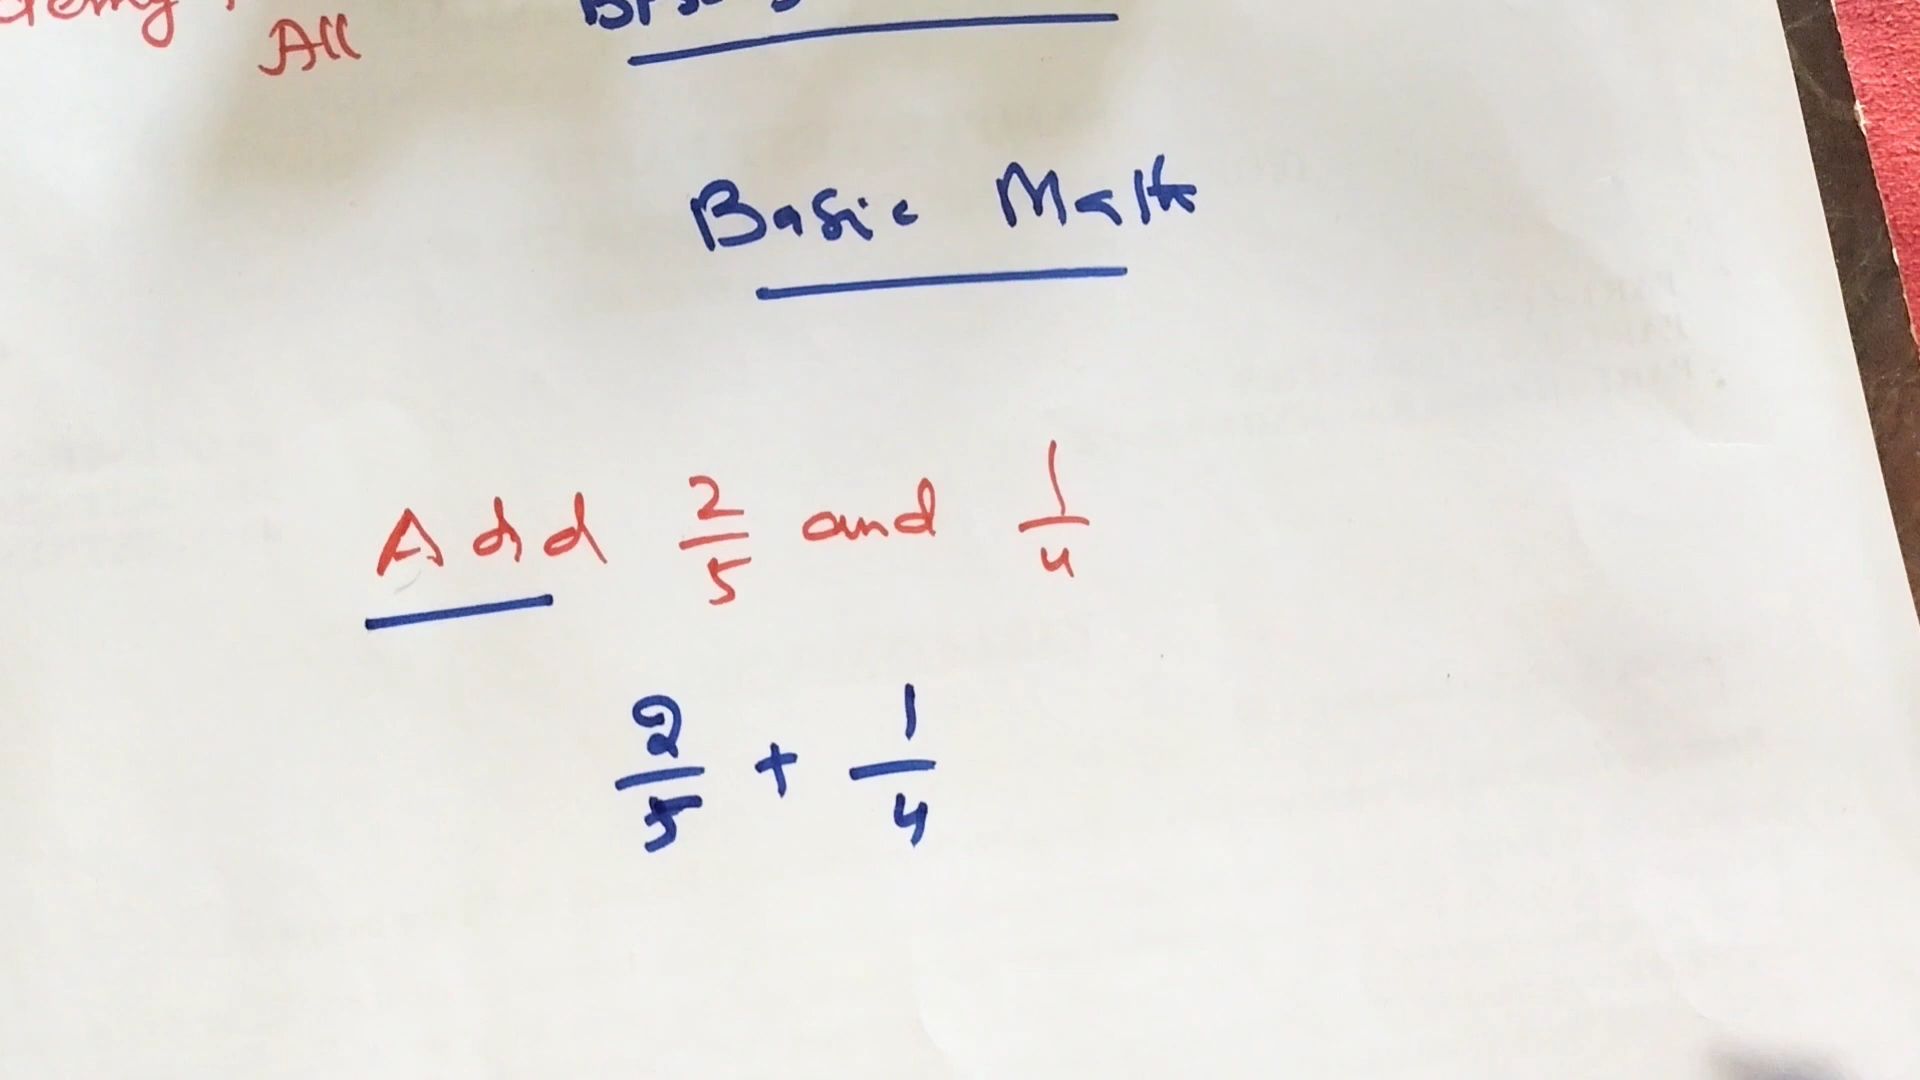 All
Basic Math
Add 2/5 and 1/4
2/5 + 1/4